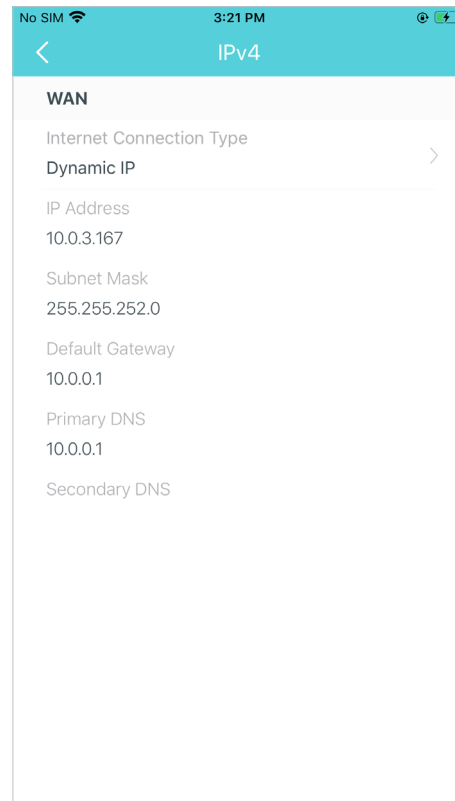 No SIM 3:21 PM
IPv4
WAN
Internet Connection Type
Dynamic IP
IP Address
10.0.3.167
Subnet Mask
255.255.252.0
Default Gateway
10.0.0.1
Primary DNS
10.0.0.1
Secondary DNS